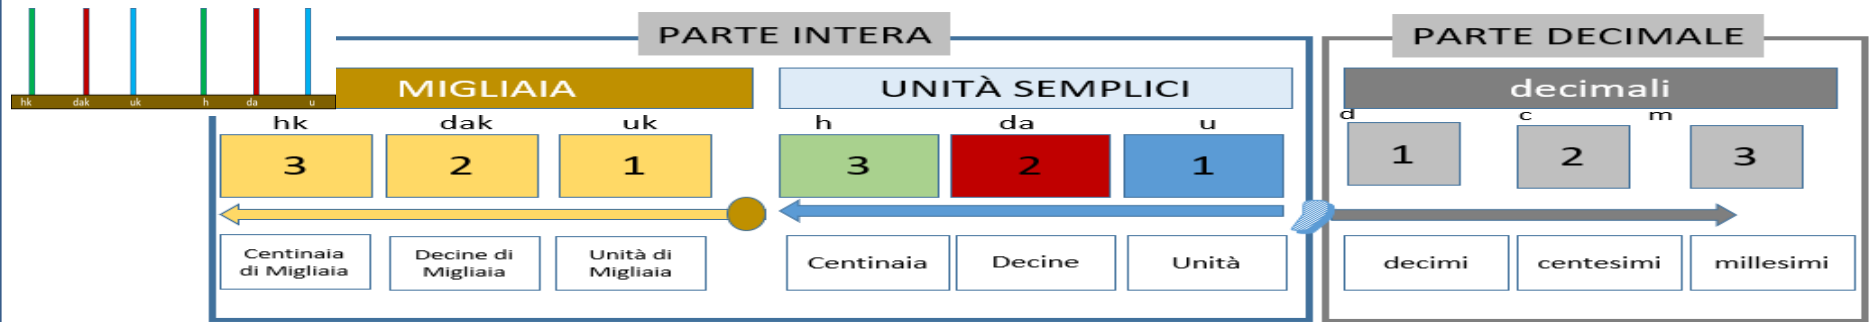 hk dak uk h da u
PARTE INTERA
PARTE DECIMALE
MIGLIAIA
UNITÀ SEMPLICI
decimali
hk dak uk h da u d c m
3 2 1 3 2 1 1 2 3
Centinaia
di Migliaia
Decine di
Migliaia
Unità di
Migliaia
Centinaia
Decine
Unità
decimi
centesimi
millesimi